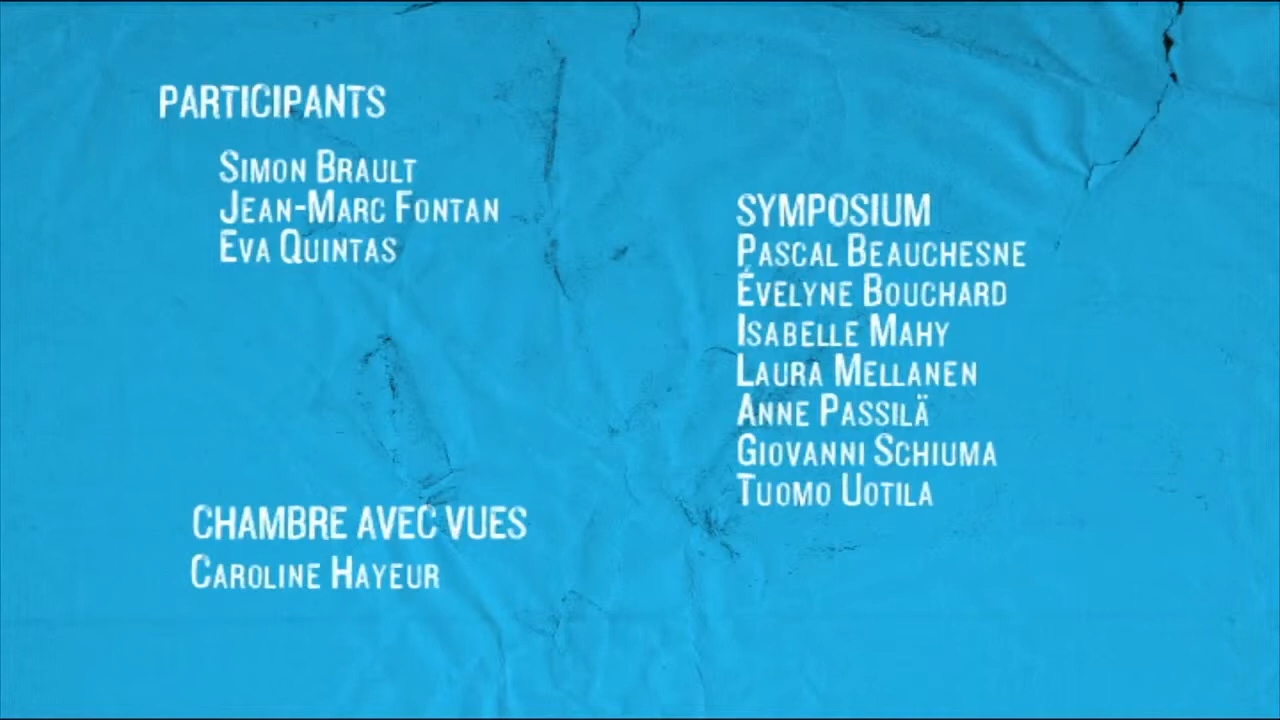 PARTICIPANTS
SIMON BRAULT
JEAN-MARC FONTAN
EVA QUINTAS
SYMPOSIUM
PASCAL BEAUCHESNE
ÉVELYNE BOUCHARD
ISABELLE MAHY
LAURA MELLANEN
ANNE PASSILÄ
GIOVANNI SCHIUMA
TUOMO UOTILA
CHAMBRE AVEC VUES
CAROLINE HAYEUR